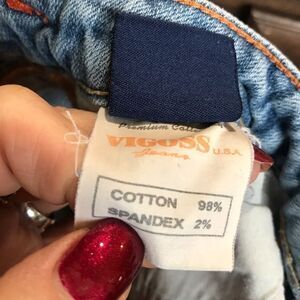 Premium
VIGOSS
Jeans U.S.A.
COTTON 98%
SPANDEX 2%